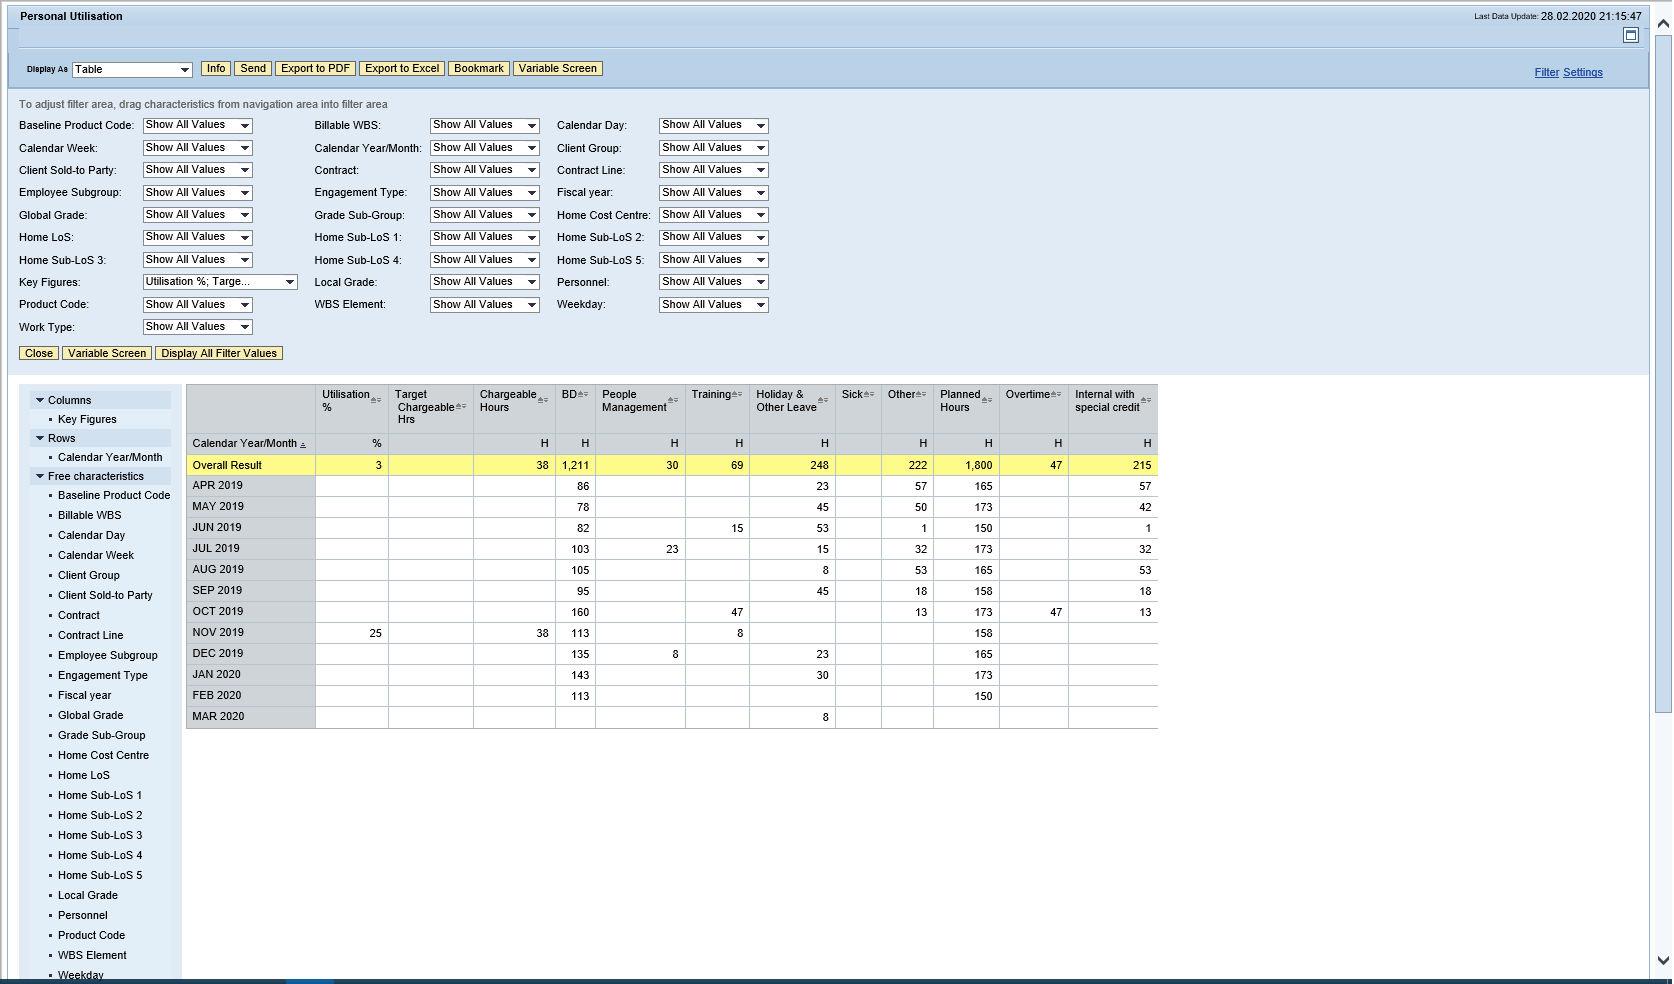 Personal Utilisation
Last Data Update: 28.02.2020 21:15:47
Display As Table Info Send Export to PDF Export to Excel Bookmark Variable Screen Filter Settings
To adjust filter area, drag characteristics from navigation area into filter area
Baseline Product Code: Show All Values Billable WBS: Show All Values Calendar Day: Show All Values
Calendar Week: Show All Values Calendar Year/Month: Show All Values Client Group: Show All Values
Client Sold-to Party: Show All Values Contract: Show All Values Contract Line: Show All Values
Employee Subgroup: Show All Values Engagement Type: Show All Values Fiscal year: Show All Values
Global Grade: Show All Values Grade Sub-Group: Show All Values Home Cost Centre: Show All Values
Home LoS: Show All Values Home Sub-LoS 1: Show All Values Home Sub-LoS 2: Show All Values
Home Sub-LoS 3: Show All Values Home Sub-LoS 4: Show All Values Home Sub-LoS 5: Show All Values
Key Figures: Utilisation %; Targe... Local Grade: Show All Values Personnel: Show All Values
Product Code: Show All Values WBS Element: Show All Values Weekday: Show All Values
Work Type: Show All Values
Close Variable Screen Display All Filter Values
Columns
Key Figures
Rows
Calendar Year/Month
Free characteristics
Baseline Product Code
Billable WBS
Calendar Day
Calendar Week
Client Group
Client Sold-to Party
Contract
Contract Line
Employee Subgroup
Engagement Type
Fiscal year
Global Grade
Grade Sub-Group
Home Cost Centre
Home LoS
Home Sub-LoS 1
Home Sub-LoS 2
Home Sub-LoS 3
Home Sub-LoS 4
Home Sub-LoS 5
Local Grade
Personnel
Product Code
WBS Element
Weekday
Utilisation Target Chargeable BD People Training Holiday & Sick Other Planned Overtime Internal with
% Chargeable Hours Management Other Leave Hours special credit
Hrs
Calendar Year/Month % H H H H H H H H H
Overall Result 3 38 1,211 30 69 248 222 1,800 47 215
APR 2019 86 23 57 165 57
MAY 2019 78 45 50 173 42
JUN 2019 82 15 53 1 150 1
JUL 2019 103 23 15 32 173 32
AUG 2019 105 8 53 165 53
SEP 2019 95 45 18 158 18
OCT 2019 160 47 13 173 47 13
NOV 2019 25 38 113 8 158
DEC 2019 135 8 23 165
JAN 2020 143 30 173
FEB 2020 113 150
MAR 2020 8